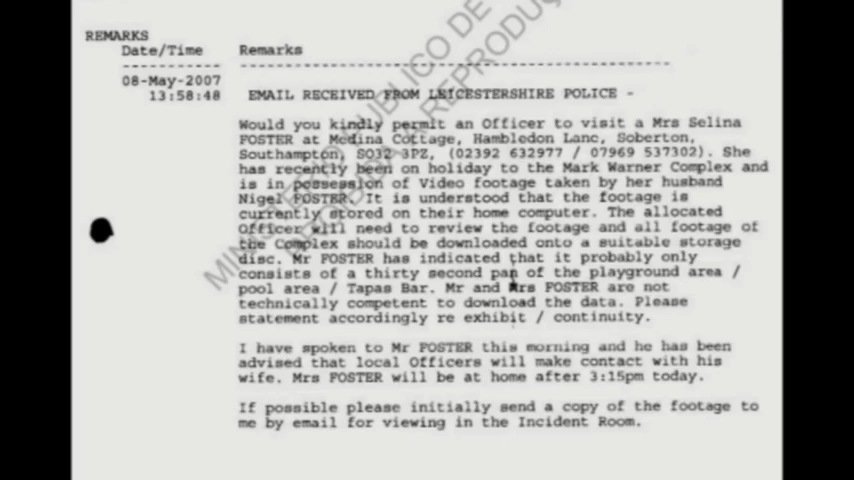 REMARKS
Date/Time Remarks
08-May-2007
13:58:48 EMAIL RECEIVED FROM LEICESTERSHIRE POLICE -
Would you kindly permit an Officer to visit a Mrs Selina
FOSTER at Medina Cottage, Hambledon Lane, Soberton,
Southampton, SO32 3PZ, (02392 632977 / 07969 537302). She
has recently been on holiday to the Mark Warner Complex and
is in possession of Video footage taken by her husband
Nigel FOSTER. It is understood that the footage is
currently stored on their home computer. The allocated
Officer will need to review the footage and all footage of
the Complex should be downloaded onto a suitable storage
disc. Mr FOSTER has indicated that it probably only
consists of a thirty second pan of the playground area /
pool area / Tapas Bar. Mr and Mrs FOSTER are not
technically competent to download the data. Please
statement accordingly re exhibit / continuity.
I have spoken to Mr FOSTER this morning and he has been
advised that local Officers will make contact with his
wife. Mrs FOSTER will be at home after 3:15pm today.
If possible please initially send a copy of the footage to
me by email for viewing in the Incident Room.